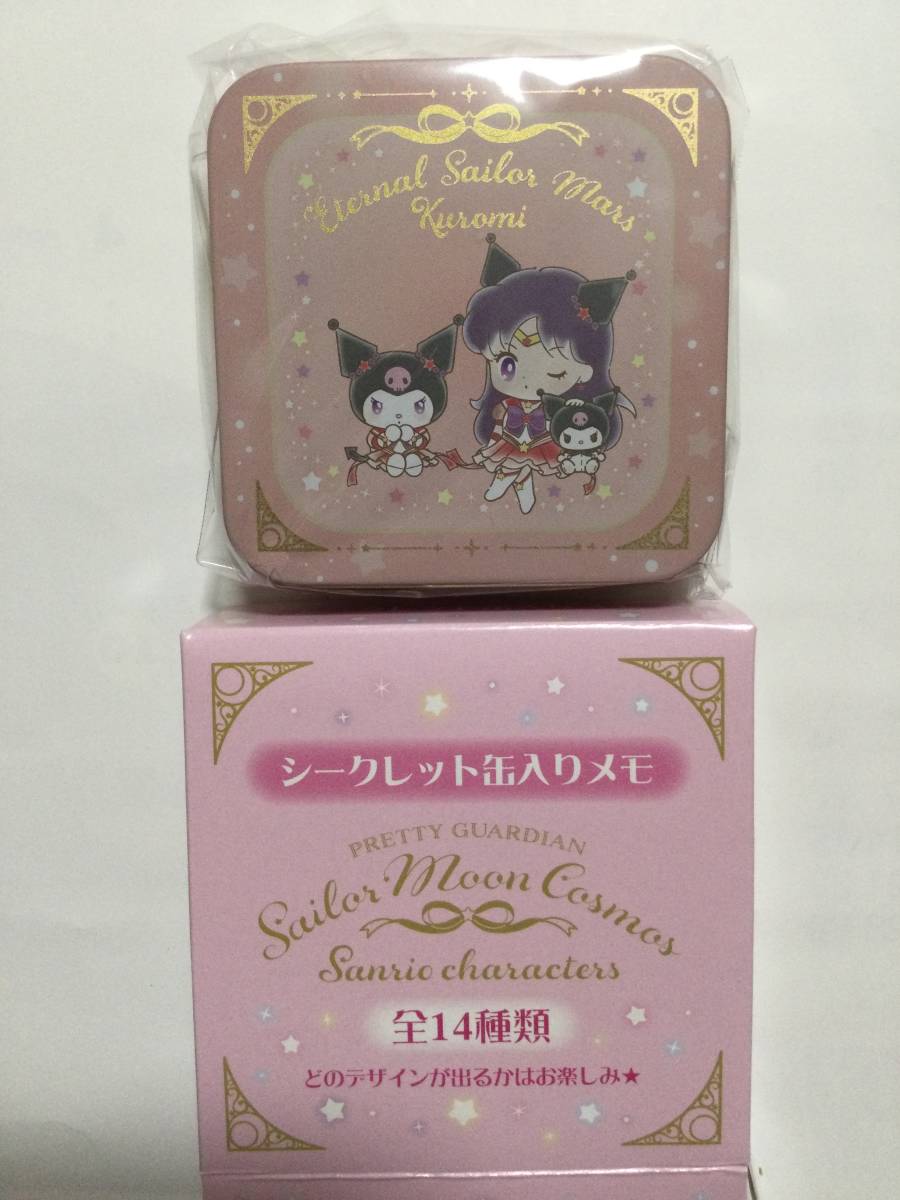 Eternal Sailor Mars
Kuromi
シークレット缶入りメモ
PRETTY GUARDIAN
Sailor Moon Cosmos
Sanrio characters
全14種類
どのデザインが出るかはお楽しみ★